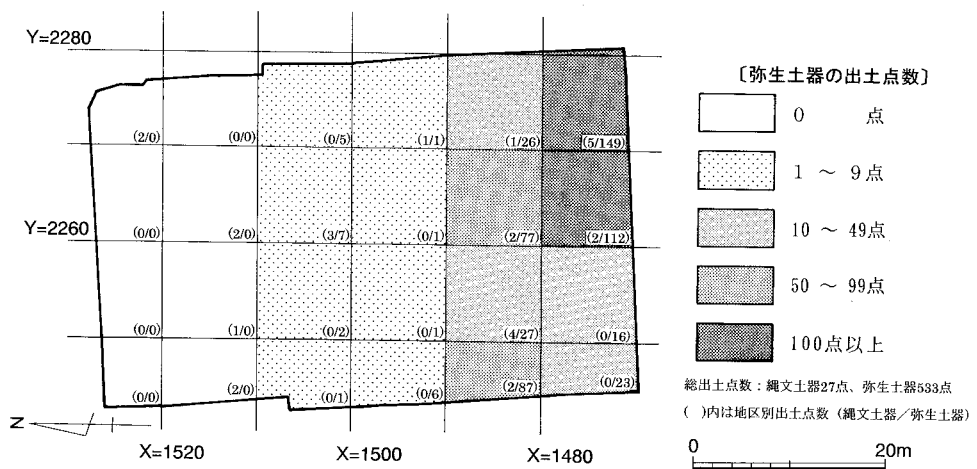 Y=2280
(2/0) (0/0) (0/5) (1/1) (1/26) (5/149)
Y=2260
(0/0) (2/0) (3/7) (0/1) (2/77) (2/112)
(0/0) (1/0) (0/2) (0/1) (4/27) (0/16)
(0/0) (2/0) (0/1) (0/6) (2/87) (0/23)
Z
X=1520 X=1500 X=1480
〔弥生土器の出土点数〕
0 点
1 ～ 9点
10 ～ 49点
50 ～ 99点
100点以上
総出土点数：縄文土器27点、弥生土器533点
( )内は地区別出土点数（縄文土器／弥生土器）
0 20m